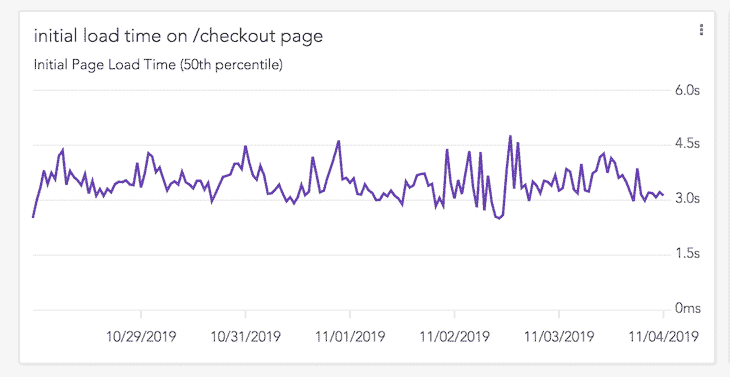 initial load time on /checkout page
Initial Page Load Time (50th percentile)
6.0s
4.5s
3.0s
1.5s
0ms
10/29/2019 10/31/2019 11/01/2019 11/02/2019 11/03/2019 11/04/2019